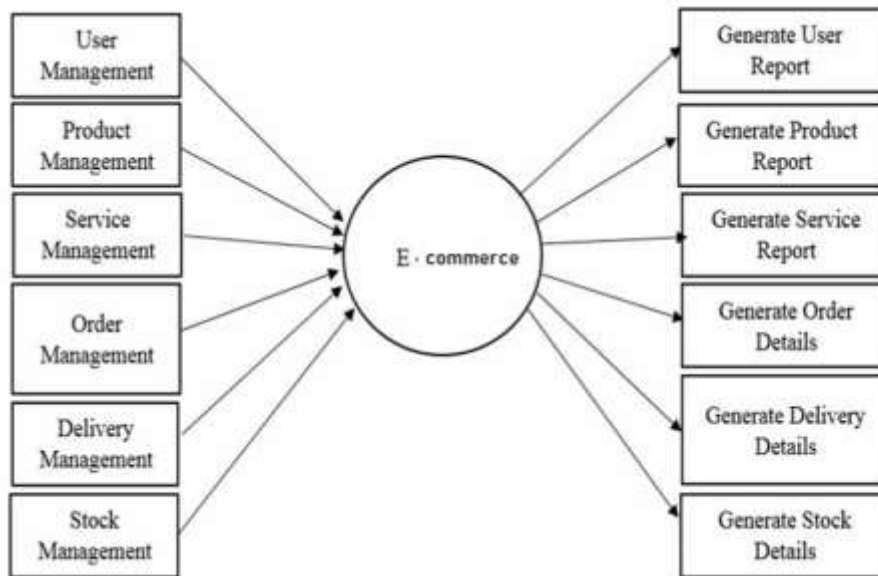 User
Management
Product
Management
Service
Management
Order
Management
Delivery
Management
Stock
Management
E - commerce
Generate User
Report
Generate Product
Report
Generate Service
Report
Generate Order
Details
Generate Delivery
Details
Generate Stock
Details